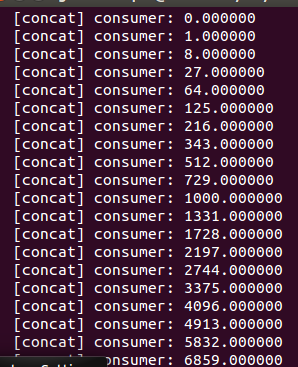 [concat] consumer: 0.000000
[concat] consumer: 1.000000
[concat] consumer: 8.000000
[concat] consumer: 27.000000
[concat] consumer: 64.000000
[concat] consumer: 125.000000
[concat] consumer: 216.000000
[concat] consumer: 343.000000
[concat] consumer: 512.000000
[concat] consumer: 729.000000
[concat] consumer: 1000.000000
[concat] consumer: 1331.000000
[concat] consumer: 1728.000000
[concat] consumer: 2197.000000
[concat] consumer: 2744.000000
[concat] consumer: 3375.000000
[concat] consumer: 4096.000000
[concat] consumer: 4913.000000
[concat] consumer: 5832.000000
onsumer: 6859.000000